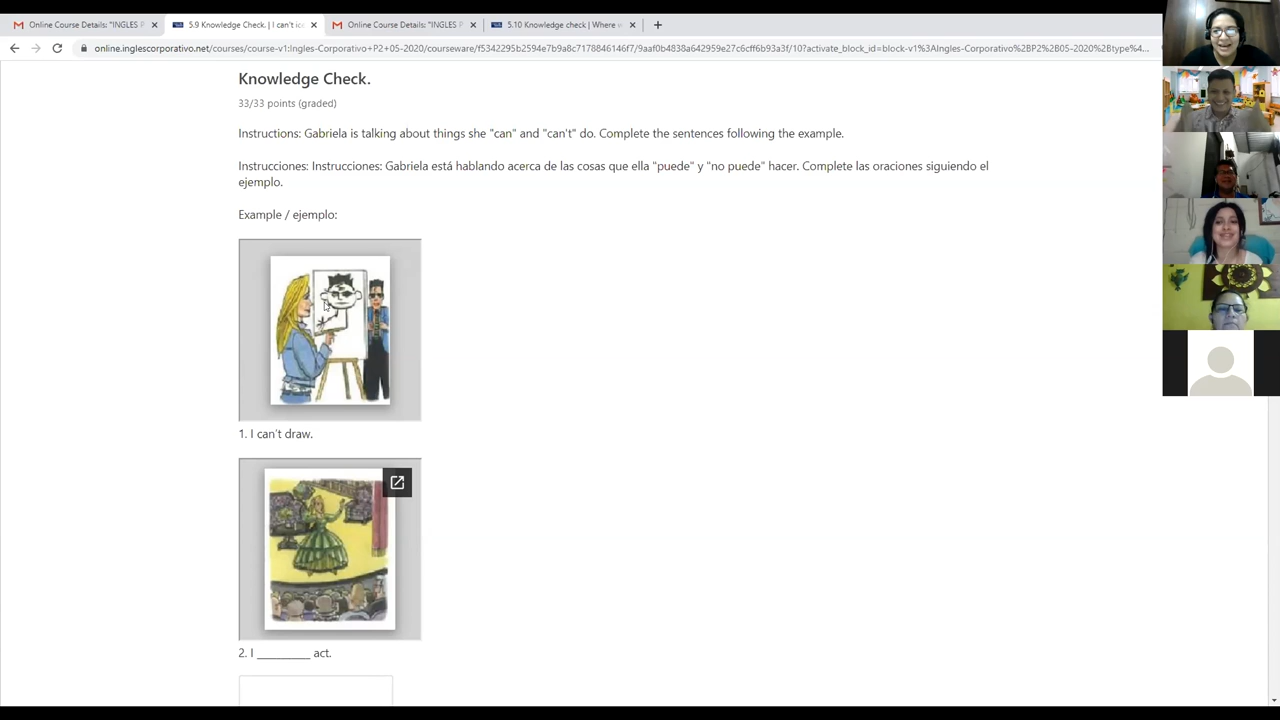 Online Course Details: "INGLES P
5.9 Knowledge Check. | I can't ice
Online Course Details: "INGLES P
5.10 Knowledge check | Where w
online.inglescorporativo.net/courses/course-v1:Ingles-Corporativo+P2+05-2020/courseware/f5342295b2594e7b9a8c7178846146f7/9aaf0b4838a642959e27c6cff6b93a3f/10?activate_block_id=block-v1%3AIngles-Corporativo%2BP2%2B05-2020%2Btype%4...
Knowledge Check.
33/33 points (graded)
Instructions: Gabriela is talking about things she "can" and "can't" do. Complete the sentences following the example.
Instrucciones: Instrucciones: Gabriela está hablando acerca de las cosas que ella "puede" y "no puede" hacer. Complete las oraciones siguiendo el
ejemplo.
Example / ejemplo:
1. I can't draw.
2. I _________ act.